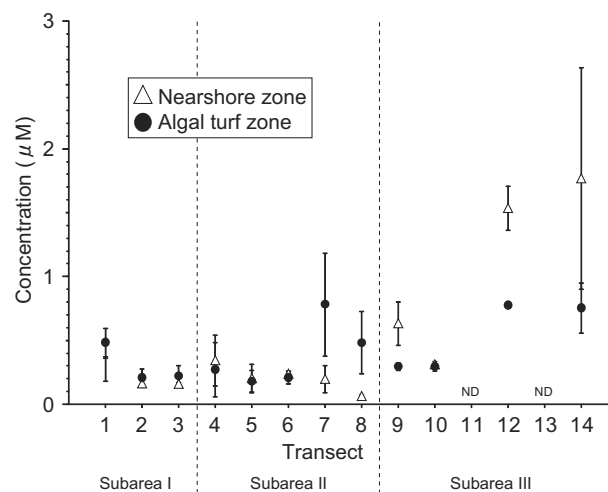 3
2
1
0
Concentration (μM)
Nearshore zone
Algal turf zone
ND
ND
1 2 3 4 5 6 7 8 9 10 11 12 13 14
Transect
Subarea I Subarea II Subarea III